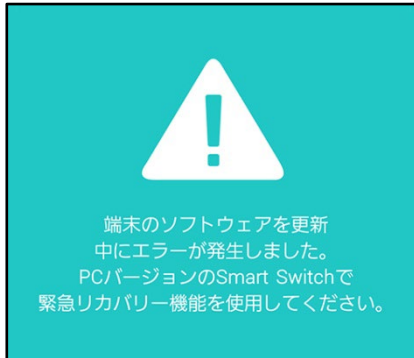 端末のソフトウェアを更新
中にエラーが発生しました。
PCバージョンのSmart Switchで
緊急リカバリー機能を使用してください。